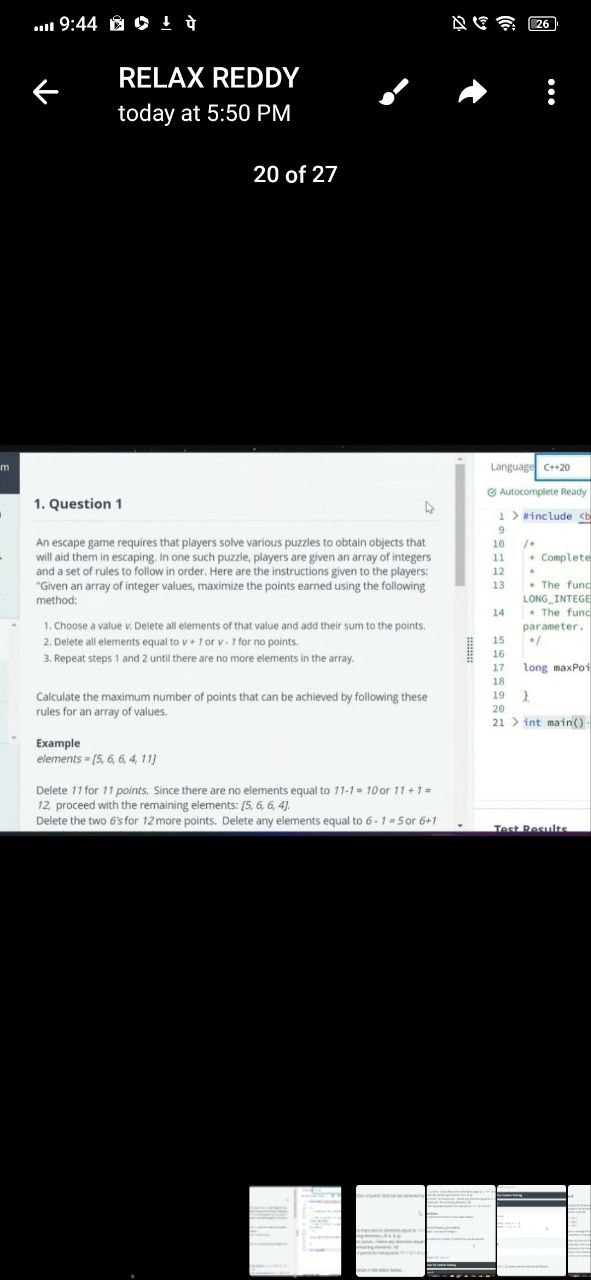 9:44
26
RELAX REDDY
today at 5:50 PM
20 of 27
m
Language C++20
Autocomplete Ready
1. Question 1
An escape game requires that players solve various puzzles to obtain objects that
will aid them in escaping. In one such puzzle, players are given an array of integers
and a set of rules to follow in order. Here are the instructions given to the players:
"Given an array of integer values, maximize the points earned using the following
method:
1. Choose a value v. Delete all elements of that value and add their sum to the points.
2. Delete all elements equal to v + 1 or v - 1 for no points.
3. Repeat steps 1 and 2 until there are no more elements in the array.
Calculate the maximum number of points that can be achieved by following these
rules for an array of values.
Example
elements = [5, 6, 6, 4, 11]
Delete 11 for 11 points. Since there are no elements equal to 11-1 = 10 or 11 + 1 =
12, proceed with the remaining elements: [5, 6, 6, 4].
Delete the two 6's for 12 more points. Delete any elements equal to 6 - 1 = 5 or 6+1
1 > #include <b
9
10 /*
11 * Complete
12 *
13 * The func
LONG_INTEGE
14 * The func
parameter.
15 */
16
17 long maxPoi
18
19 }
20
21 > int main()
Test Results